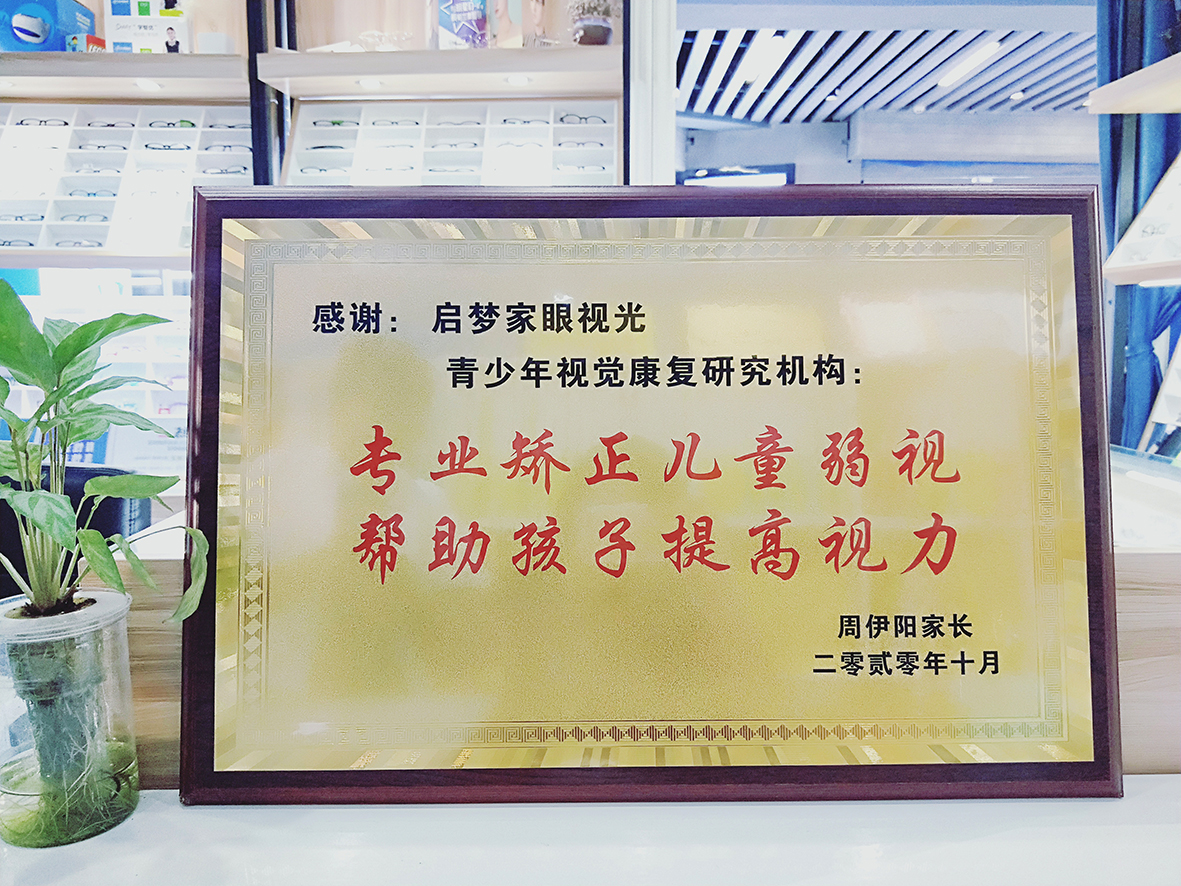 感谢： 启梦家眼视光
青少年视觉康复研究机构：
专业矫正儿童弱视
帮助孩子提高视力
周伊阳家长
二零贰零年十月